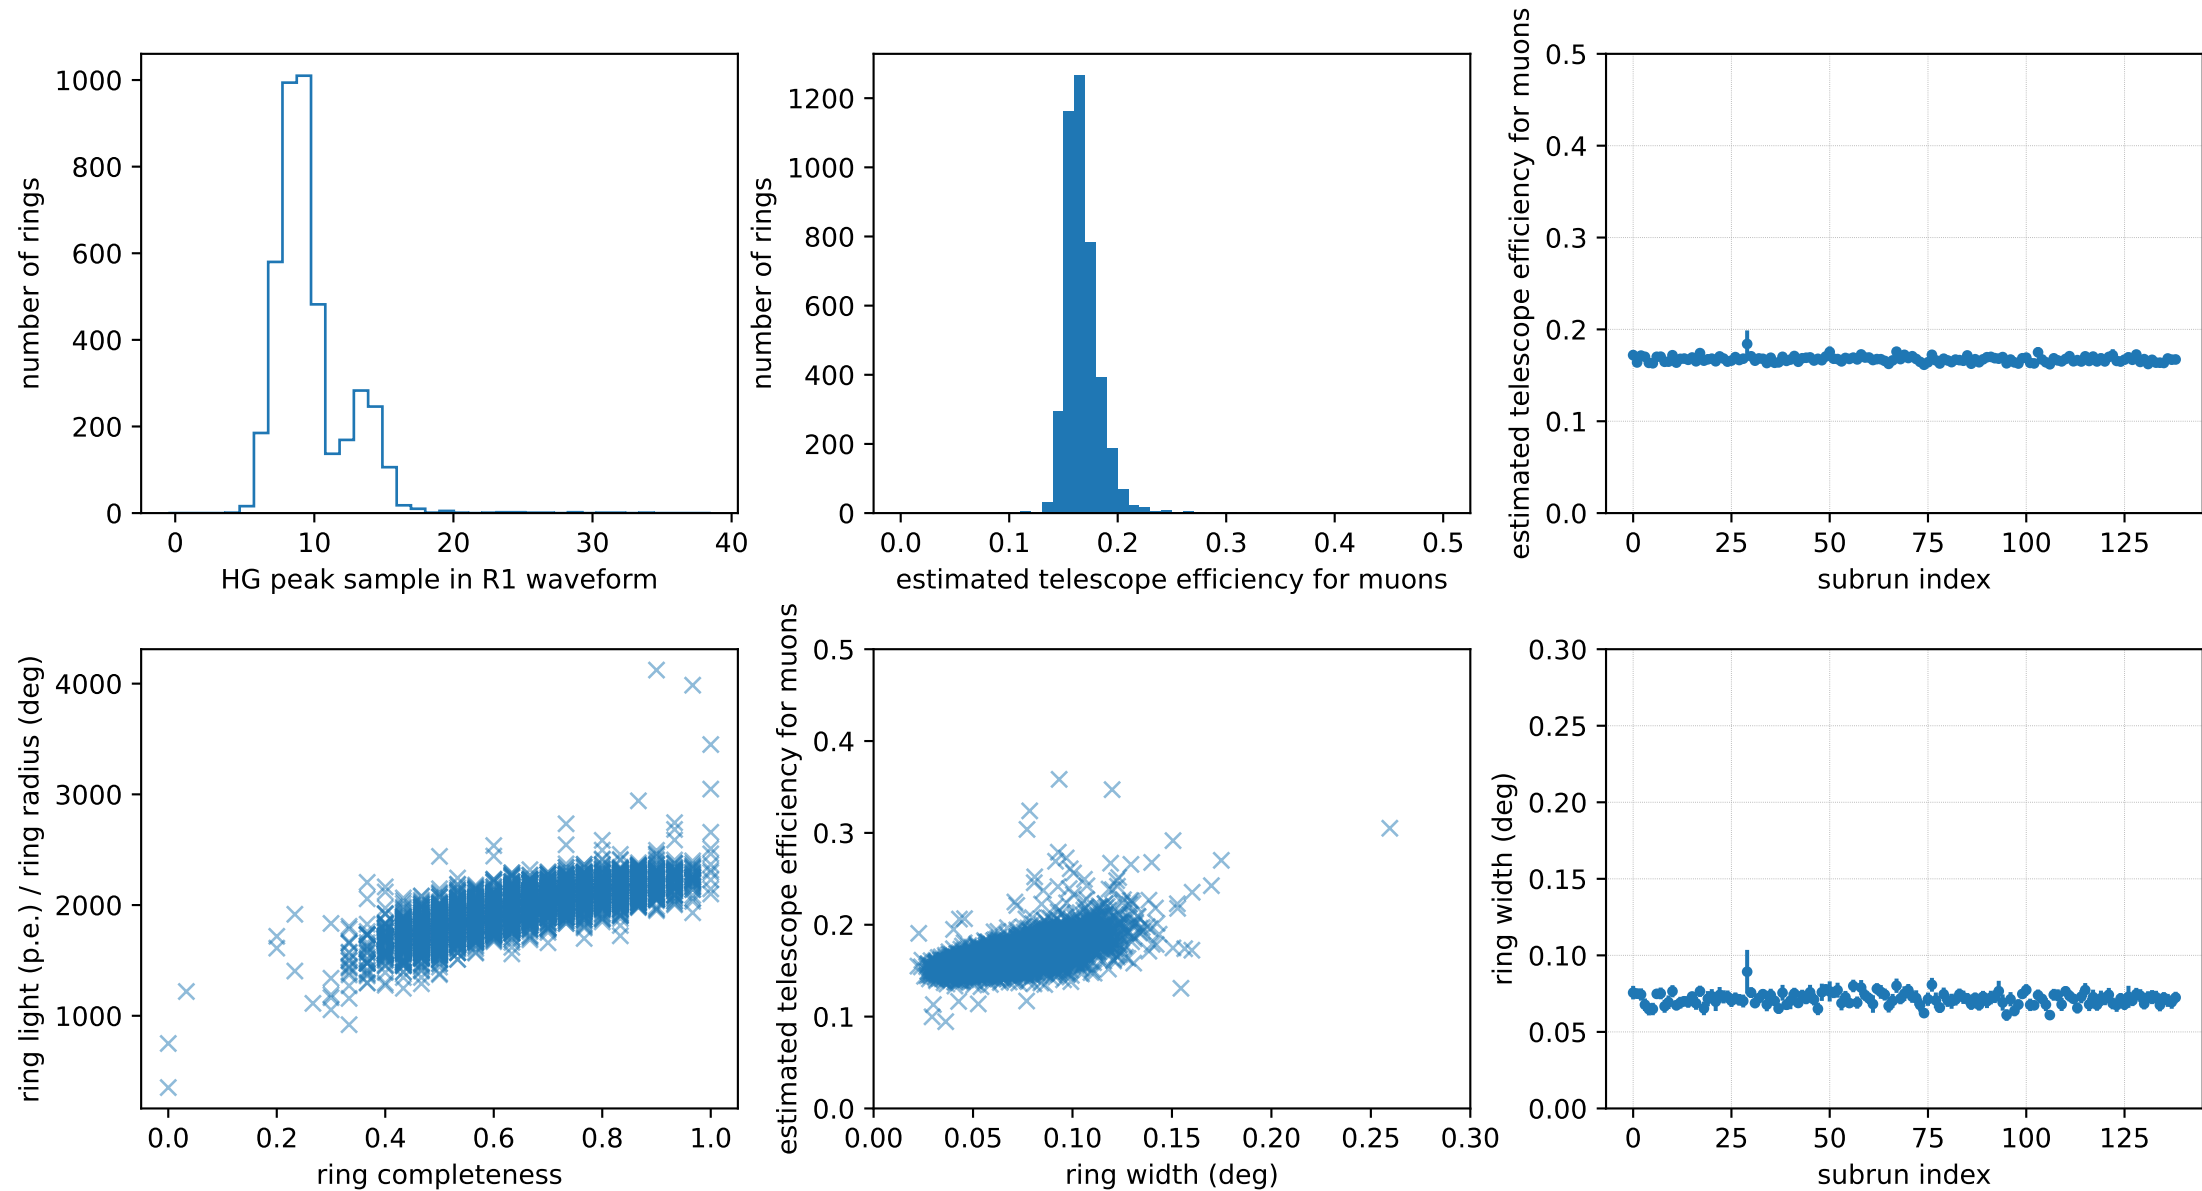 number of rings
1000
800
600
400
200
0
0 10 20 30 40
HG peak sample in R1 waveform
number of rings
1200
1000
800
600
400
200
0
0.0 0.1 0.2 0.3 0.4 0.5
estimated telescope efficiency for muons
estimated telescope efficiency for muons
0.5
0.4
0.3
0.2
0.1
0.0
0 25 50 75 100 125
subrun index
ring light (p.e.) / ring radius (deg)
4000
3000
2000
1000
0.0 0.2 0.4 0.6 0.8 1.0
ring completeness
estimated telescope efficiency for muons
0.5
0.4
0.3
0.2
0.1
0.0
0.00 0.05 0.10 0.15 0.20 0.25 0.30
ring width (deg)
ring width (deg)
0.30
0.25
0.20
0.15
0.10
0.05
0.00
0 25 50 75 100 125
subrun index